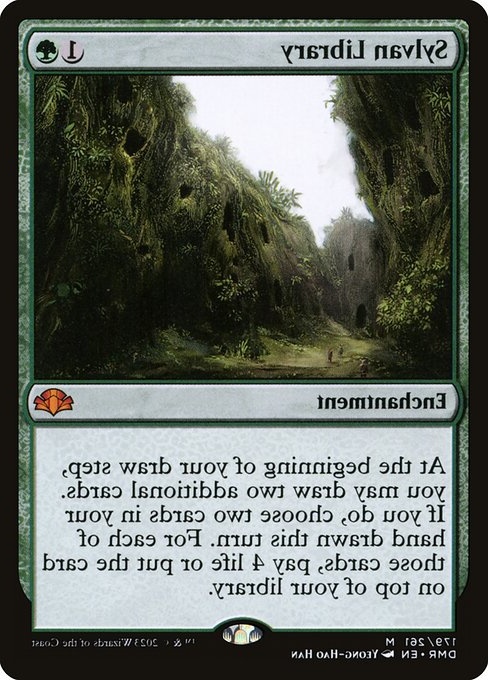 Sylvan Library 1
Enchantment
At the beginning of your draw step,
you may draw two additional cards.
If you do, choose two cards in your
hand drawn this turn. For each of
those cards, pay 4 life or put the card
on top of your library.
179/261 M
DMR • EN YEONG-HAO HAN
™ & © 2023 Wizards of the Coast